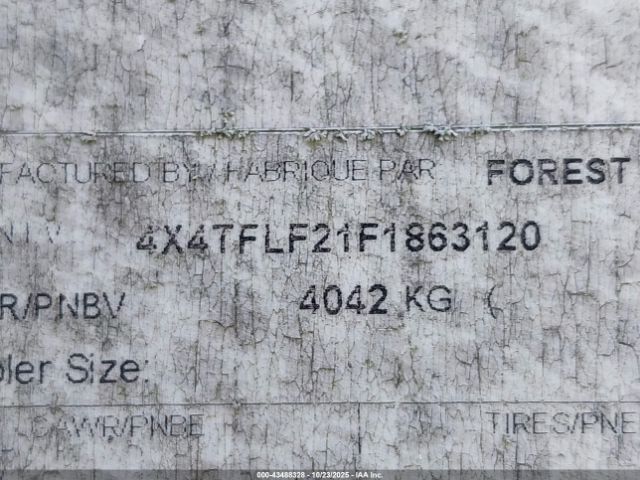 FACTURED BY / FABRIQUE PAR FOREST
4X4TFLF21F1863120
R/PNBV 4042 KG (
oler Size:
GAWR/PNBE TIRES/PNE
000-43488328 - 10/23/2025 - IAA Inc.